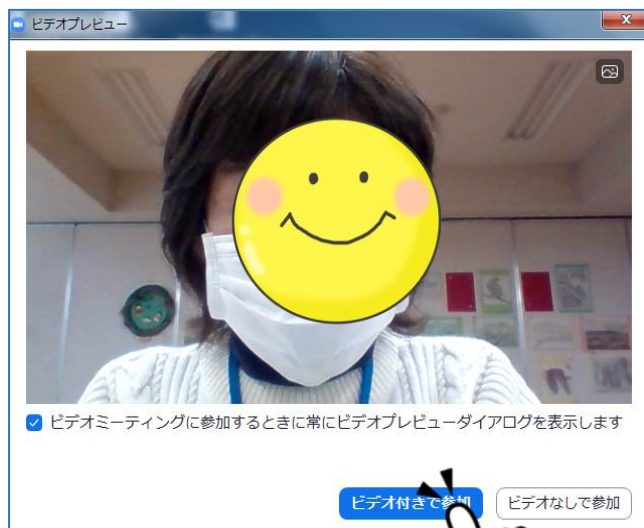 ビデオプレビュー
ビデオミーティングに参加するときに常にビデオプレビューダイアログを表示します
ビデオ付きで参加
ビデオなしで参加